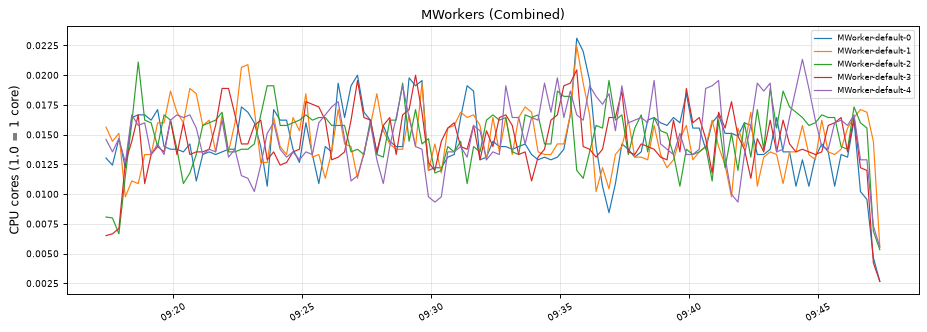 MWorkers (Combined)
CPU cores (1.0 = 1 core)
0.0225
0.0200
0.0175
0.0150
0.0125
0.0100
0.0075
0.0050
0.0025
MWorker-default-0
MWorker-default-1
MWorker-default-2
MWorker-default-3
MWorker-default-4
09:20
09:25
09:30
09:35
09:40
09:45